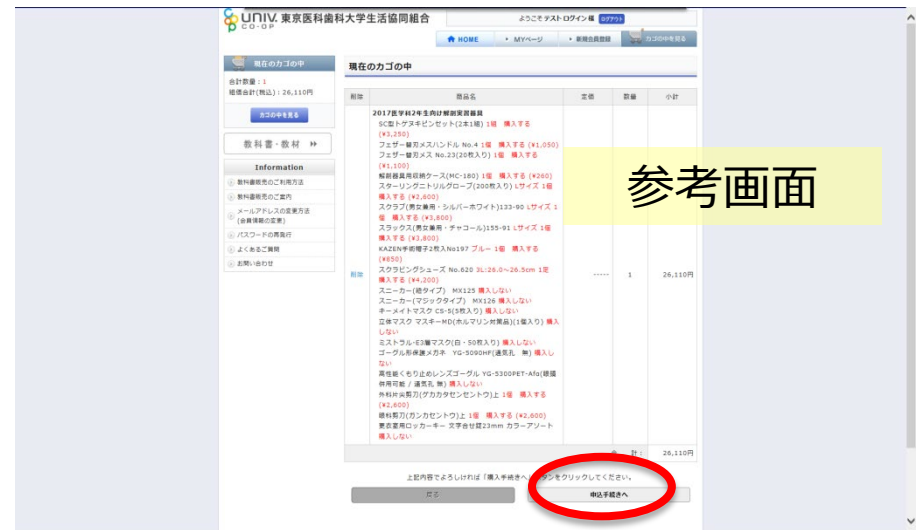 UNIV. 東京医科歯科大学生活協同組合
CO-OP
ようこそ テスト ログイン 様 ログアウト
HOME
MYページ
新規会員登録
カゴの中を見る
現在のカゴの中
合計数量：1
総価合計(税込)：26,110円
カゴの中を見る
教科書・教材
Information
教科書販売のご利用方法
教科書販売のご案内
メールアドレスの変更方法
(会員情報の変更)
パスワードの再発行
よくあるご質問
お問い合わせ
現在のカゴの中
削除 商品名 定価 数量 小計
2017医学科2年生向け解剖実習器具
SC型トゲヌキピンセット(2本1組) 1組 購入する
(¥3,250)
フェザー替刃メスハンドル No.4 1個 購入する (¥1,050)
フェザー替刃メス No.23(20枚入り) 1個 購入する
(¥1,100)
解剖器具用収納ケース(MC-180) 1個 購入する (¥260)
スターリングニトリルグローブ(200枚入り) Lサイズ 1個
購入する (¥2,600)
スクラブ(男女兼用・シルバーホワイト)133-90 Lサイズ 1
個 購入する (¥3,800)
スラックス(男女兼用・チャコール)155-91 Lサイズ 1個
購入する (¥3,800)
KAZEN手術帽子2枚入No197 ブルー 1個 購入する
(¥850)
スクラビングシューズ No.620 3L:26.0~26.5cm 1足
購入する (¥4,200)
スニーカー(紐タイプ) MX125 購入しない
スニーカー(マジックタイプ) MX126 購入しない
キーメイトマスク CS-5(5枚入り) 購入しない
立体マスク マスキーMD(ホルマリン対策品)(1個入り) 購入
しない
ミストラル-E3層マスク(白・50枚入り) 購入しない
ゴーグル形保護メガネ YG-5090HF(通気孔 無) 購入し
ない
高性能くもり止めレンズゴーグル YG-5300PET-Afα(眼鏡
併用可能 / 通気孔 無) 購入しない
外科片尖剪刀(ゲカカタセンセントウ)上 1個 購入する
(¥2,600)
眼科剪刀(ガンカセントウ)上 1個 購入する (¥2,600)
更衣室用ロッカーキー 文字合せ錠23mm カラーアソート
購入しない
削除 ----- 1 26,110円
計： 26,110円
参考画面
上記内容でよろしければ「購入手続きへ」ボタンをクリックしてください。
戻る
申込手続きへ